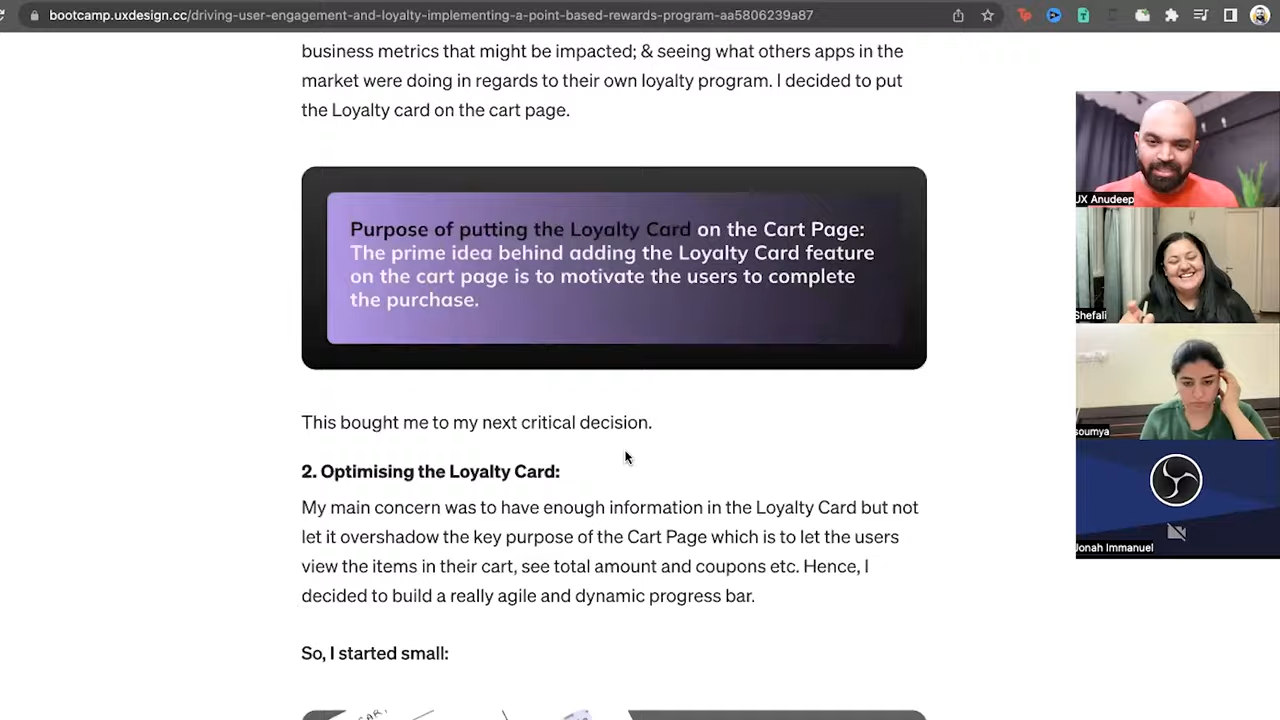 bootcamp.uxdesign.cc/driving-user-engagement-and-loyalty-implementing-a-point-based-rewards-program-aa5806239a87
business metrics that might be impacted; & seeing what others apps in the
market were doing in regards to their own loyalty program. I decided to put
the Loyalty card on the cart page.
Purpose of putting the Loyalty Card on the Cart Page:
The prime idea behind adding the Loyalty Card feature
on the cart page is to motivate the users to complete
the purchase.
This bought me to my next critical decision.
2. Optimising the Loyalty Card:
My main concern was to have enough information in the Loyalty Card but not
let it overshadow the key purpose of the Cart Page which is to let the users
view the items in their cart, see total amount and coupons etc. Hence, I
decided to build a really agile and dynamic progress bar.
So, I started small:
UX Anudeep
Shefali
soumya
Jonah Immanuel